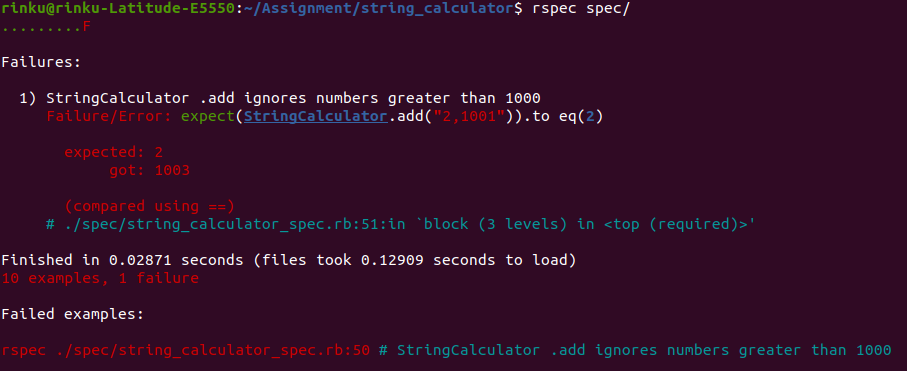 rinku@rinku-Latitude-E5550:~/Assignment/string_calculator$ rspec spec/
.........F
Failures:
1) StringCalculator .add ignores numbers greater than 1000
Failure/Error: expect(StringCalculator.add("2,1001")).to eq(2)
expected: 2
got: 1003
(compared using ==)
# ./spec/string_calculator_spec.rb:51:in `block (3 levels) in <top (required)>'
Finished in 0.02871 seconds (files took 0.12909 seconds to load)
10 examples, 1 failure
Failed examples:
rspec ./spec/string_calculator_spec.rb:50 # StringCalculator .add ignores numbers greater than 1000